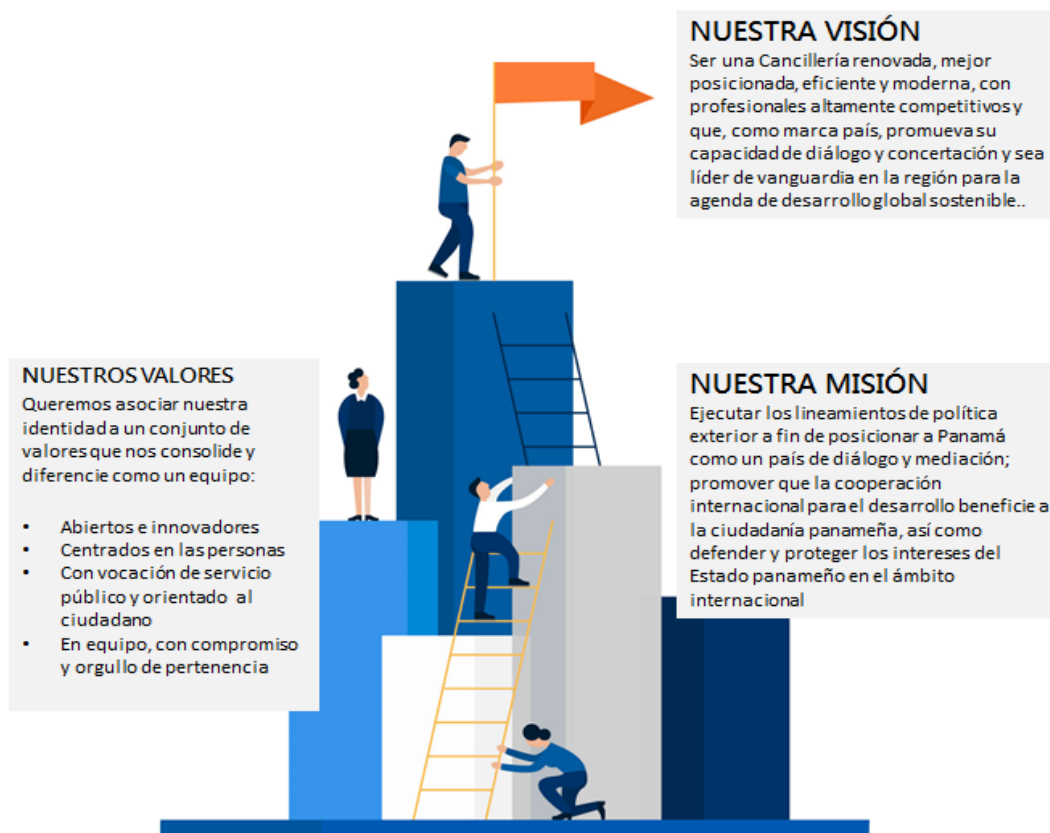 NUESTRA VISIÓN
Ser una Cancillería renovada, mejor
posicionada, eficiente y moderna, con
profesionales altamente competitivos y
que, como marca país, promueva su
capacidad de diálogo y concertación y sea
líder de vanguardia en la región para la
agenda de desarrollo global sostenible..
NUESTROS VALORES
Queremos asociar nuestra
identidad a un conjunto de
valores que nos consolide y
diferencie como un equipo:
• Abiertos e innovadores
• Centrados en las personas
• Con vocación de servicio
público y orientado al
ciudadano
• En equipo, con compromiso
y orgullo de pertenencia
NUESTRA MISIÓN
Ejecutar los lineamientos de política
exterior a fin de posicionar a Panamá
como un país de diálogo y mediación;
promover que la cooperación
internacional para el desarrollo beneficie a
la ciudadanía panameña, así como
defender y proteger los intereses del
Estado panameño en el ámbito
internacional